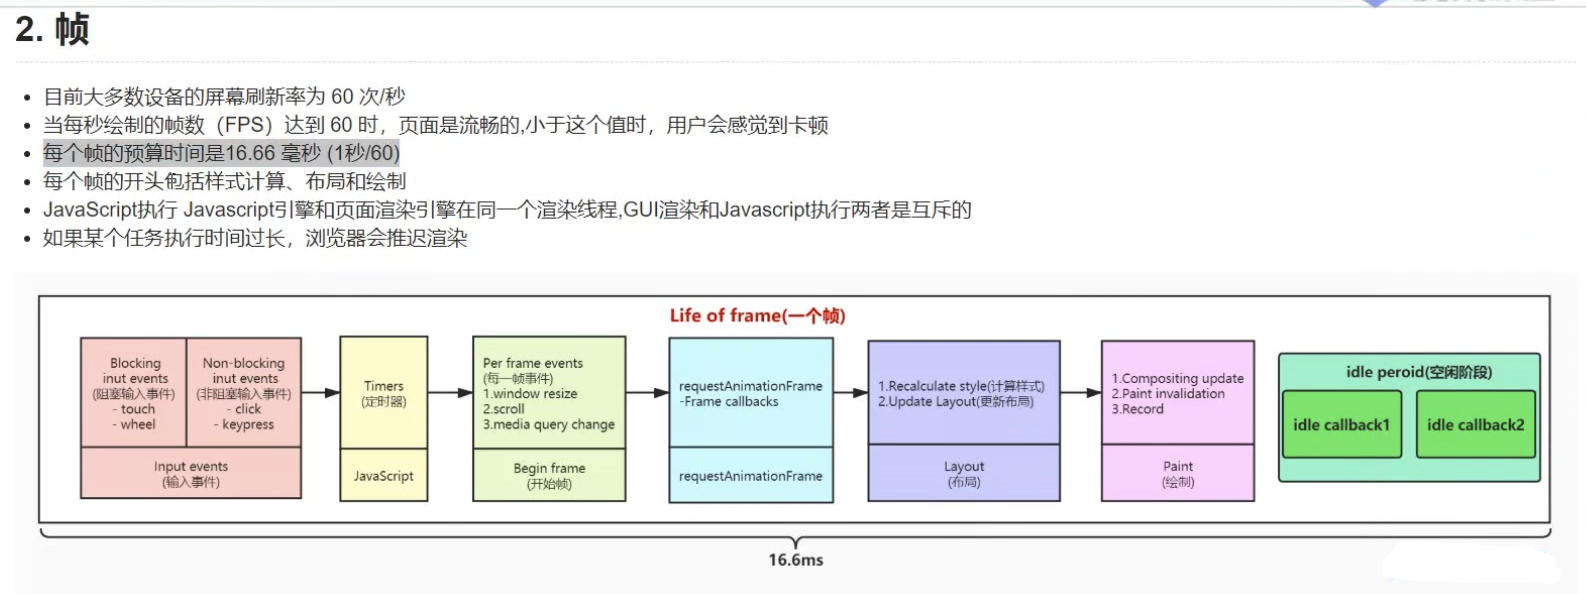 2. 帧
目前大多数设备的屏幕刷新率为 60 次/秒
当每秒绘制的帧数（FPS）达到 60 时，页面是流畅的,小于这个值时，用户会感觉到卡顿
每个帧的预算时间是16.66 毫秒 (1秒/60)
每个帧的开头包括样式计算、布局和绘制
JavaScript执行 Javascript引擎和页面渲染引擎在同一个渲染线程,GUI渲染和Javascript执行两者是互斥的
如果某个任务执行时间过长，浏览器会推迟渲染
Life of frame(一个帧)
Blocking
inut events
(阻塞输入事件)
- touch
- wheel
Non-blocking
inut events
(非阻塞输入事件)
- click
- keypress
Input events
(输入事件)
Timers
(定时器)
JavaScript
Per frame events
(每一帧事件)
1.window resize
2.scroll
3.media query change
Begin frame
(开始帧)
requestAnimationFrame
-Frame callbacks
requestAnimationFrame
1.Recalculate style(计算样式)
2.Update Layout(更新布局)
Layout
(布局)
1.Compositing update
2.Paint invalidation
3.Record
Paint
(绘制)
idle peroid(空闲阶段)
idle callback1
idle callback2
16.6ms